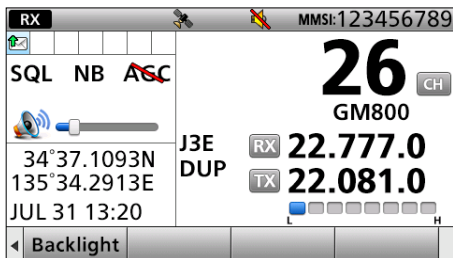 RX MMSI:123456789
SQL NB AGC
26 CH
GM800
34°37.1093N
135°34.2913E
JUL 31 13:20
J3E
DUP
RX 22.777.0
TX 22.081.0
L H
Backlight